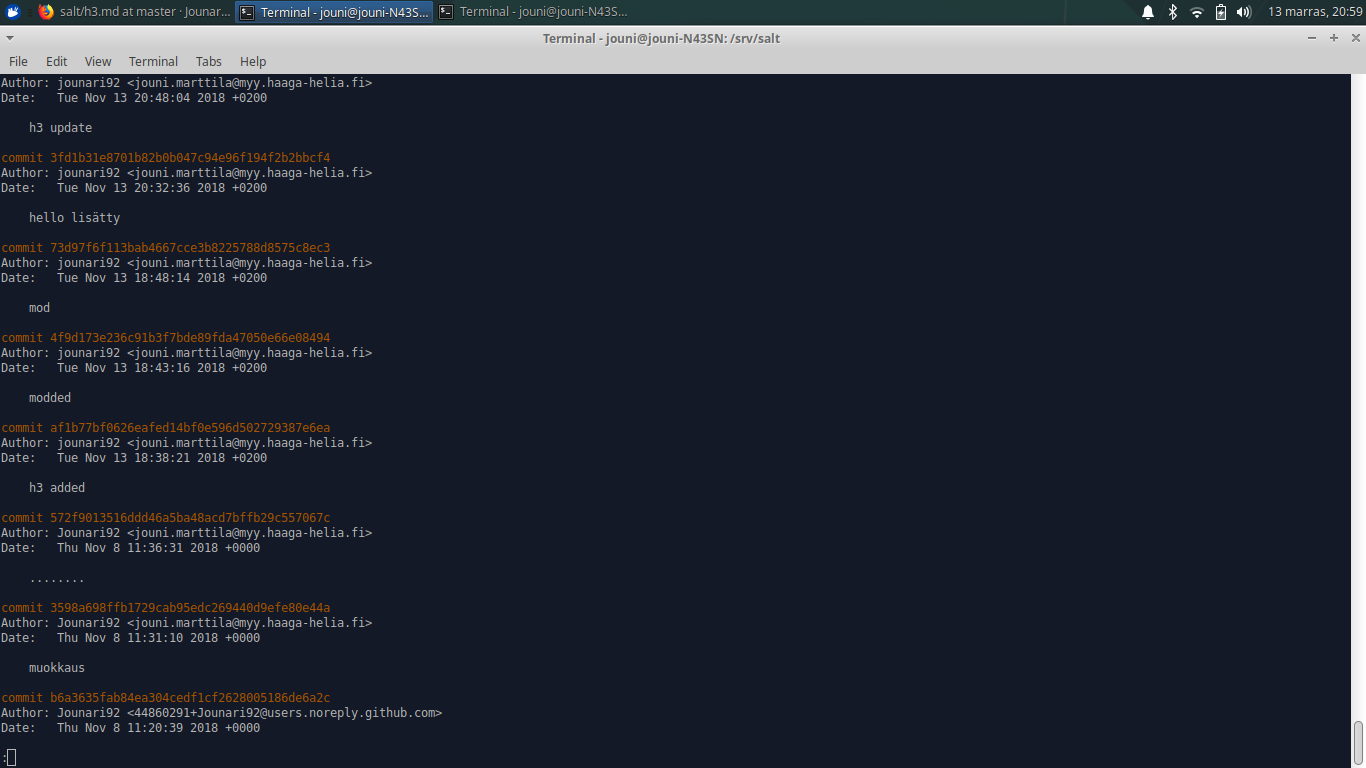 salt/h3.md at master · Jounar...
Terminal - jouni@jouni-N43S...
Terminal - jouni@jouni-N43S...
13 marras, 20:59
Terminal - jouni@jouni-N43SN: /srv/salt
File Edit View Terminal Tabs Help
Author: jounari92 <jouni.marttila@myy.haaga-helia.fi>
Date:   Tue Nov 13 20:48:04 2018 +0200
h3 update
commit 3fd1b31e8701b82b0b047c94e96f194f2b2bbcf4
Author: jounari92 <jouni.marttila@myy.haaga-helia.fi>
Date:   Tue Nov 13 20:32:36 2018 +0200
hello lisätty
commit 73d97f6f113bab4667cce3b8225788d8575c8ec3
Author: jounari92 <jouni.marttila@myy.haaga-helia.fi>
Date:   Tue Nov 13 18:48:14 2018 +0200
mod
commit 4f9d173e236c91b3f7bde89fda47050e66e08494
Author: jounari92 <jouni.marttila@myy.haaga-helia.fi>
Date:   Tue Nov 13 18:43:16 2018 +0200
modded
commit af1b77bf0626eafed14bf0e596d502729387e6ea
Author: jounari92 <jouni.marttila@myy.haaga-helia.fi>
Date:   Tue Nov 13 18:38:21 2018 +0200
h3 added
commit 572f9013516ddd46a5ba48acd7bffb29c557067c
Author: Jounari92 <jouni.marttila@myy.haaga-helia.fi>
Date:   Thu Nov 8 11:36:31 2018 +0000
........
commit 3598a698ffb1729cab95edc269440d9efe80e44a
Author: Jounari92 <jouni.marttila@myy.haaga-helia.fi>
Date:   Thu Nov 8 11:31:10 2018 +0000
muokkaus
commit b6a3635fab84ea304cedf1cf2628005186de6a2c
Author: Jounari92 <44860291+Jounari92@users.noreply.github.com>
Date:   Thu Nov 8 11:20:39 2018 +0000
: